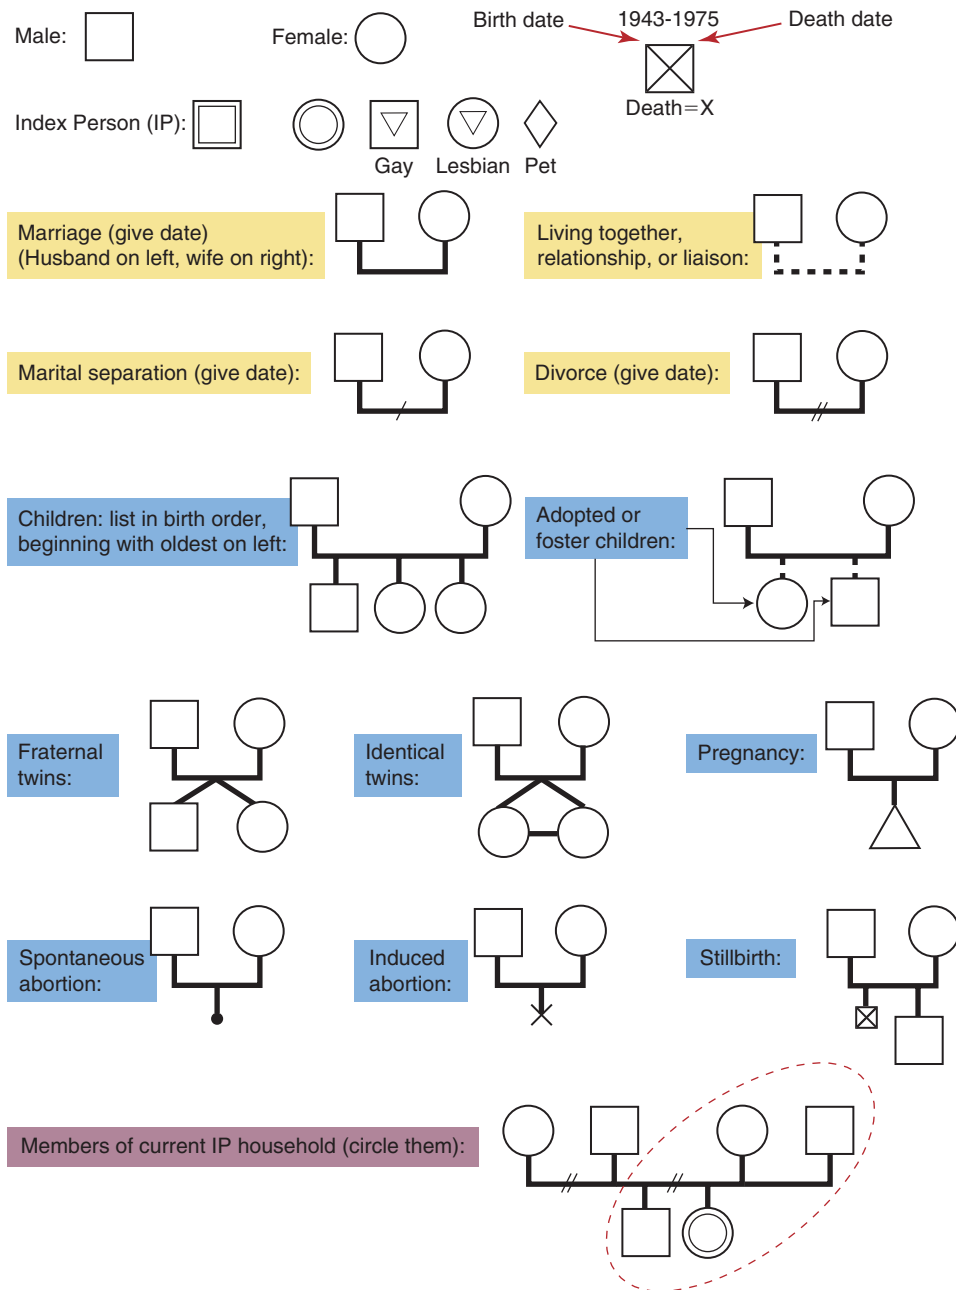 Male:
Female:
Birth date
1943-1975
Death date
Death=X
Index Person (IP):
Gay
Lesbian
Pet
Marriage (give date)
(Husband on left, wife on right):
Living together,
relationship, or liaison:
Marital separation (give date):
Divorce (give date):
Children: list in birth order,
beginning with oldest on left:
Adopted or
foster children:
Fraternal
twins:
Identical
twins:
Pregnancy:
Spontaneous
abortion:
Induced
abortion:
Stillbirth:
Members of current IP household (circle them):